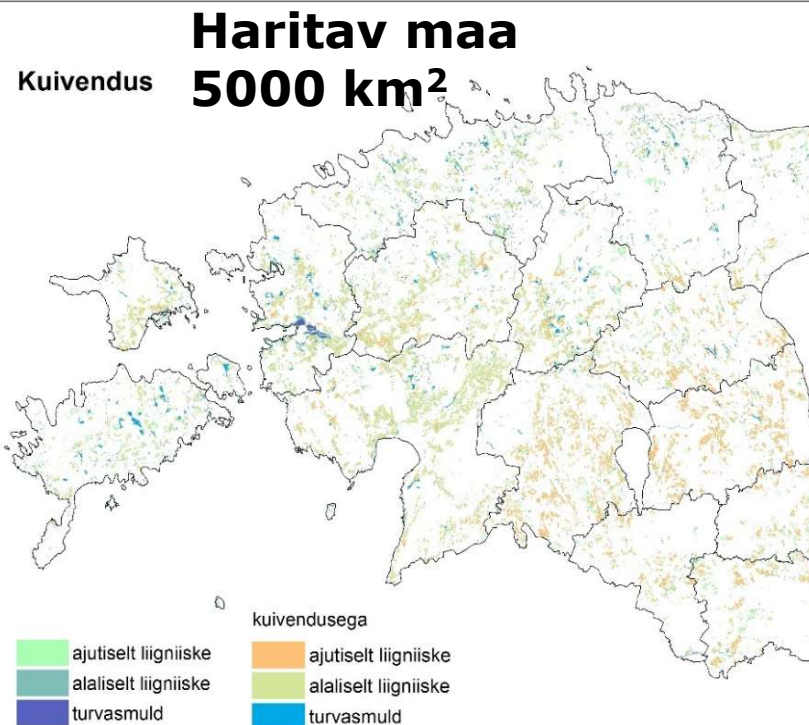 Haritav maa
5000 km²
Kuivendus
ajutiselt liigniiske
alaliselt liigniiske
turvasmuld
kuivendusega
ajutiselt liigniiske
alaliselt liigniiske
turvasmuld